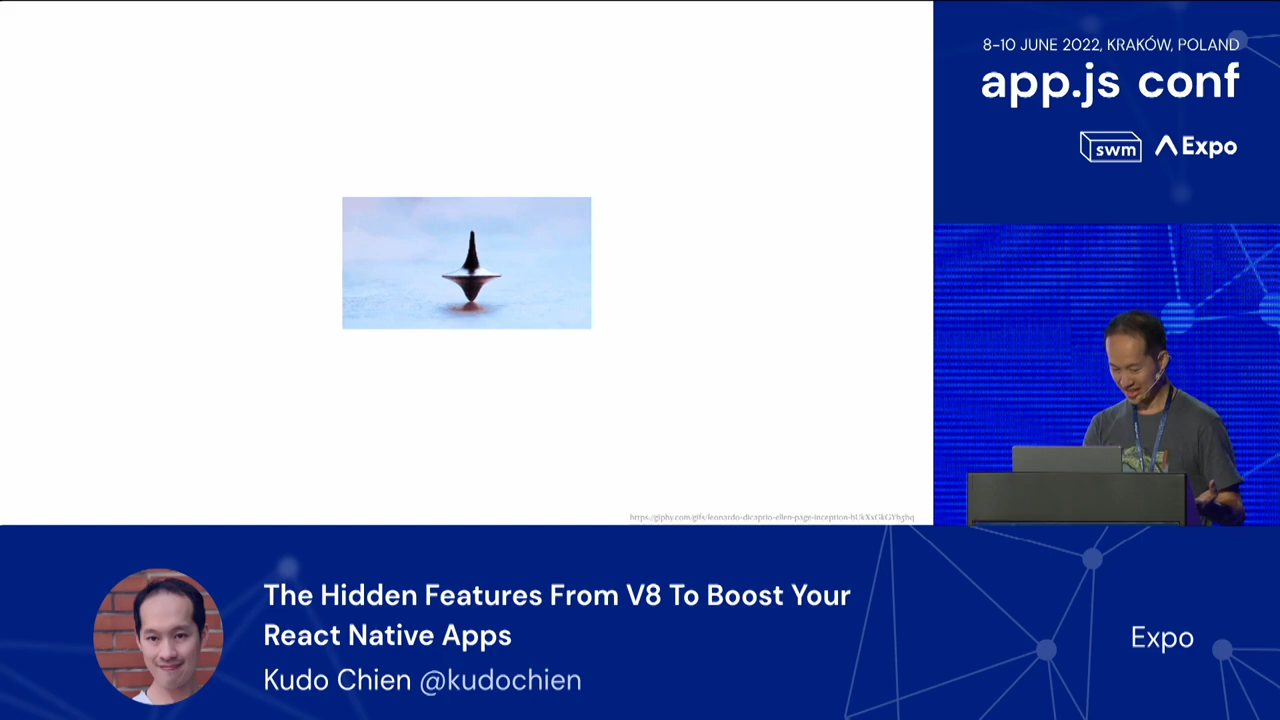 8–10 JUNE 2022, KRAKÓW, POLAND
app.js conf
swm
Expo
The Hidden Features From V8 To Boost Your
React Native Apps
Kudo Chien @kudochien
Expo